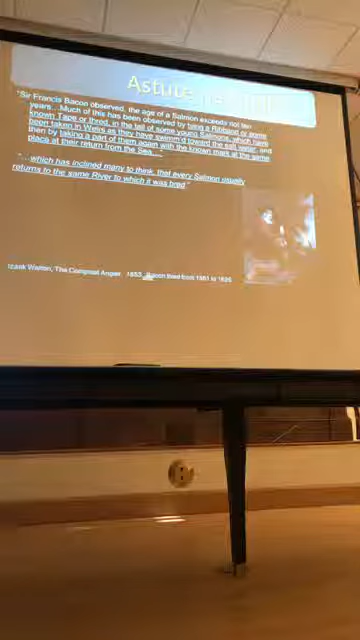 Astute
"Sir Francis Bacon observed, the age of a Salmon exceeds not ten
years...Much of this has been observed by tying a Ribband or some
known Tape or thred, in the tail of some young Salmons, which have
been taken in Weirs as they have swimm'd toward the salt water, and
then by taking a part of them again with the known mark at the same
place at their return from the Sea...."
"...which has inclined many to think, that every Salmon usually
returns to the same River in which it was bred"
Izaak Walton, The Compleat Angler 1653 Bacon lived from 1561 to 1626